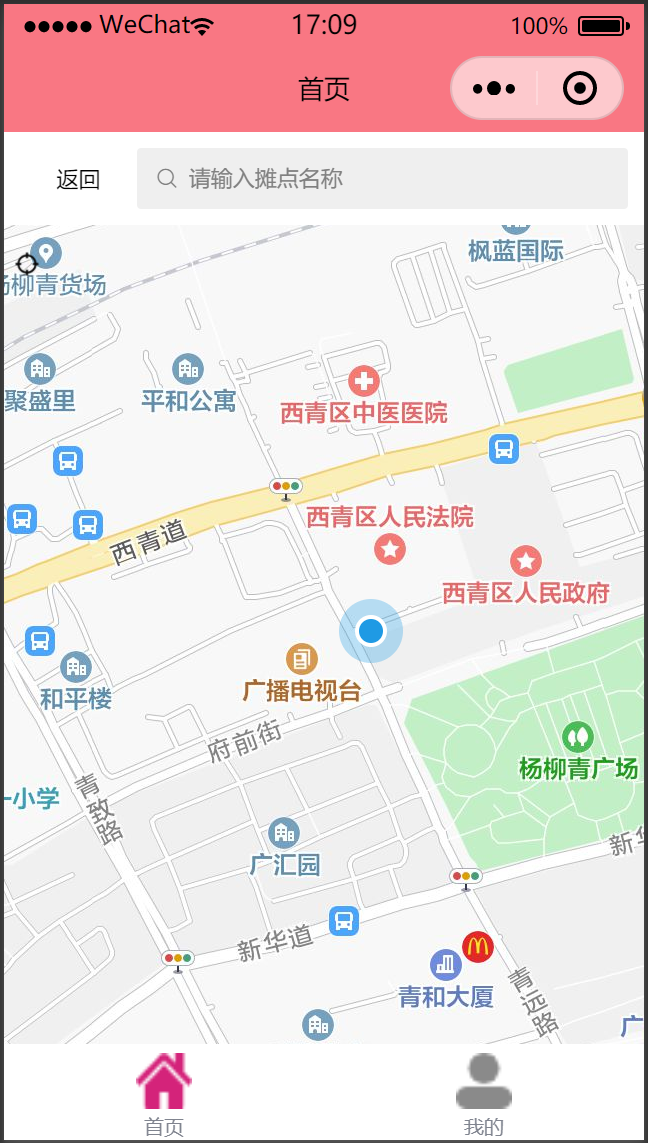 WeChat 17:09 100%
首页
返回 请输入摊点名称
枫蓝国际
杨柳青货场
聚盛里 平和公寓
西青区中医医院
西青道
西青区人民法院
西青区人民政府
和平楼
广播电视台
府前街
杨柳青广场
青致路
小学
广汇园
新华道
青和大厦
青远路
首页 我的